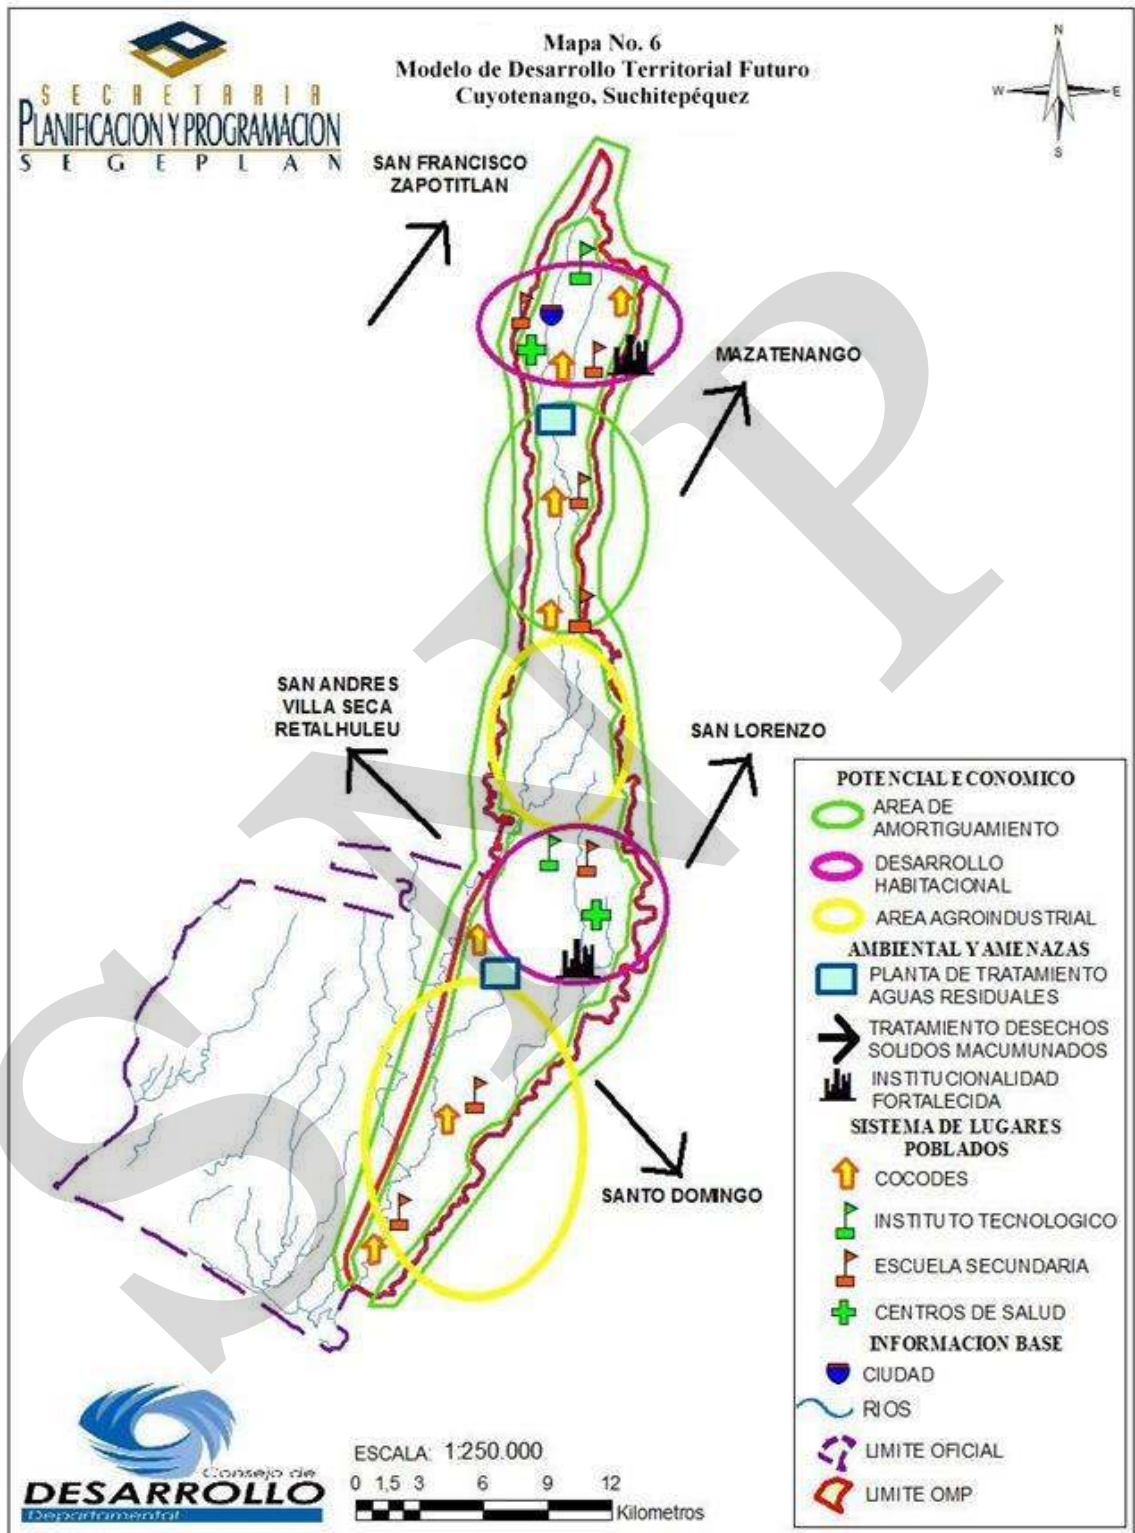 Mapa No. 6
Modelo de Desarrollo Territorial Futuro
Cuyotenango, Suchitepéquez
SECRETARIA
PLANIFICACION Y PROGRAMACION
SEGEPLAN
N
W
E
S
SAN FRANCISCO
ZAPOTITLAN
MAZATENANGO
SAN ANDRES
VILLA SECA
RETALHULEU
SAN LORENZO
SANTO DOMINGO
SMP
POTENCIAL ECONOMICO
AREA DE
AMORTIGUAMIENTO
DESARROLLO
HABITACIONAL
AREA AGROINDUSTRIAL
AMBIENTAL Y AMENAZAS
PLANTA DE TRATAMIENTO
AGUAS RESIDUALES
TRATAMIENTO DESECHOS
SOLIDOS MACUMUNADOS
INSTITUCIONALIDAD
FORTALECIDA
SISTEMA DE LUGARES
POBLADOS
COCODES
INSTITUTO TECNOLOGICO
ESCUELA SECUNDARIA
CENTROS DE SALUD
INFORMACION BASE
CIUDAD
RIOS
LIMITE OFICIAL
LIMITE OMP
Consejo de
DESARROLLO
Departamental
ESCALA: 1:250.000
0 1,5 3 6 9 12
Kilometros